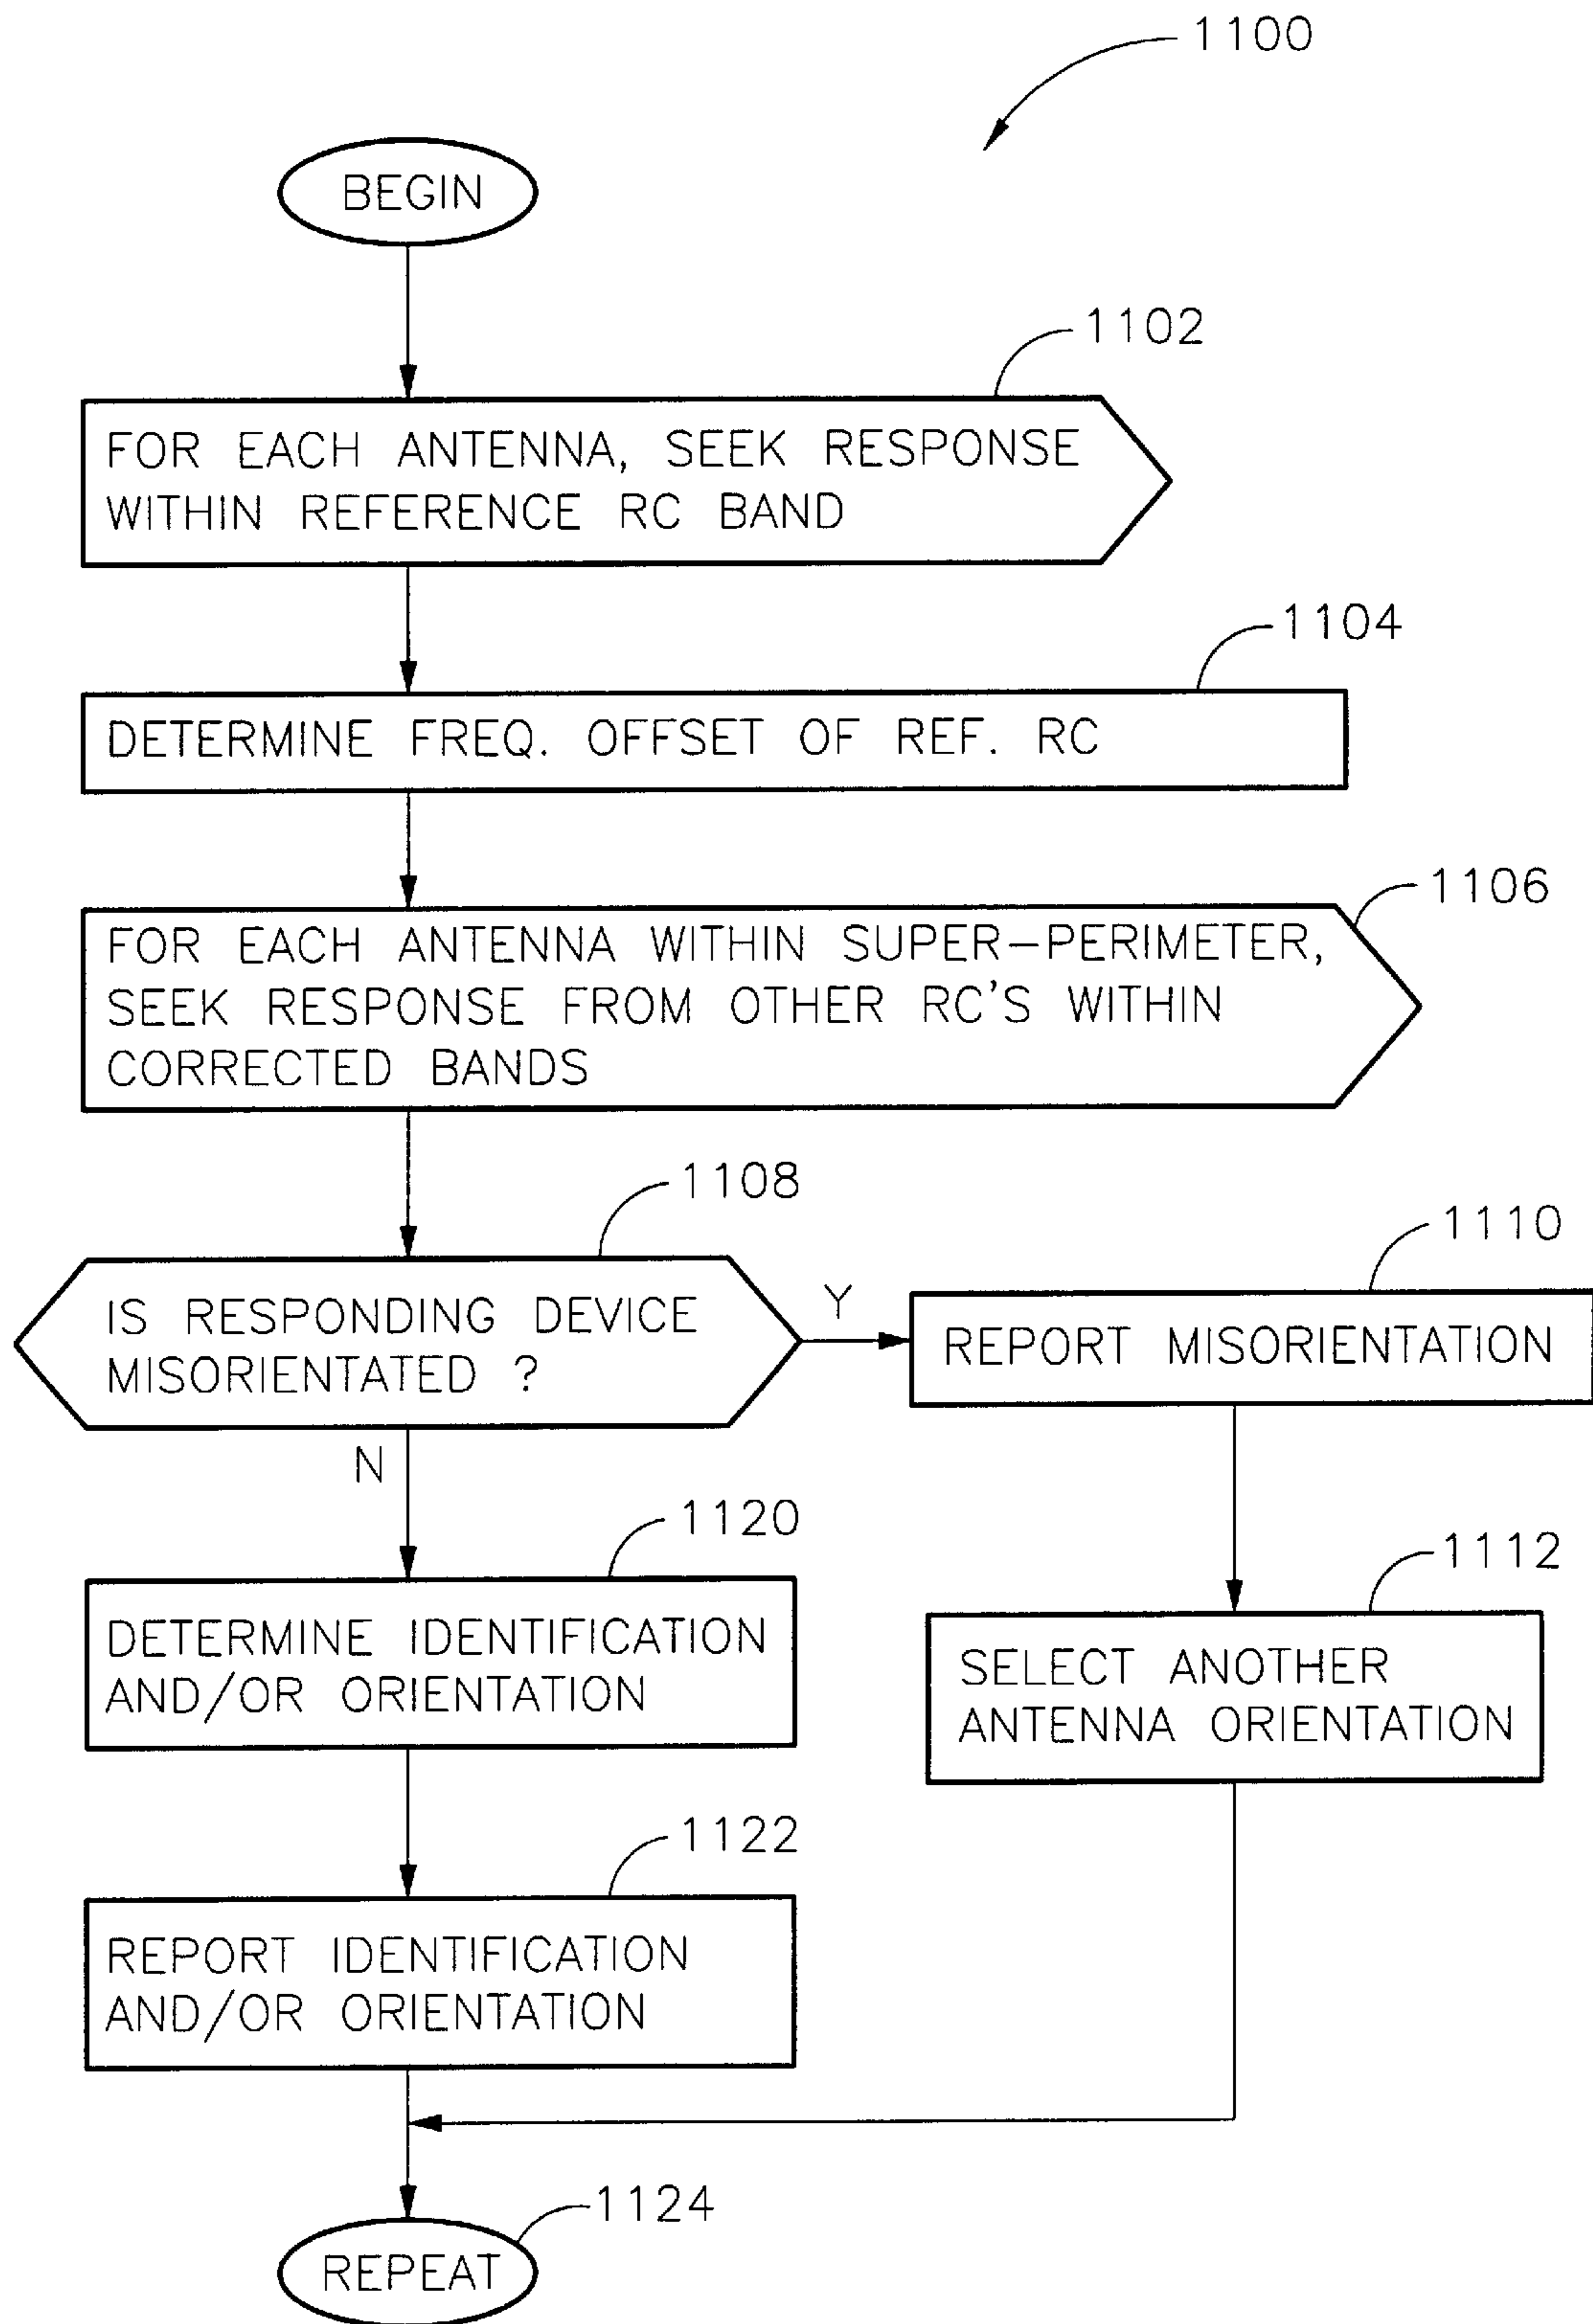 1100
BEGIN
1102
FOR EACH ANTENNA, SEEK RESPONSE
WITHIN REFERENCE RC BAND
1104
DETERMINE FREQ. OFFSET OF REF. RC
1106
FOR EACH ANTENNA WITHIN SUPER-PERIMETER,
SEEK RESPONSE FROM OTHER RC'S WITHIN
CORRECTED BANDS
1108
IS RESPONDING DEVICE
MISORIENTATED ?
Y
N
1110
REPORT MISORIENTATION
1120
DETERMINE IDENTIFICATION
AND/OR ORIENTATION
1112
SELECT ANOTHER
ANTENNA ORIENTATION
1122
REPORT IDENTIFICATION
AND/OR ORIENTATION
1124
REPEAT